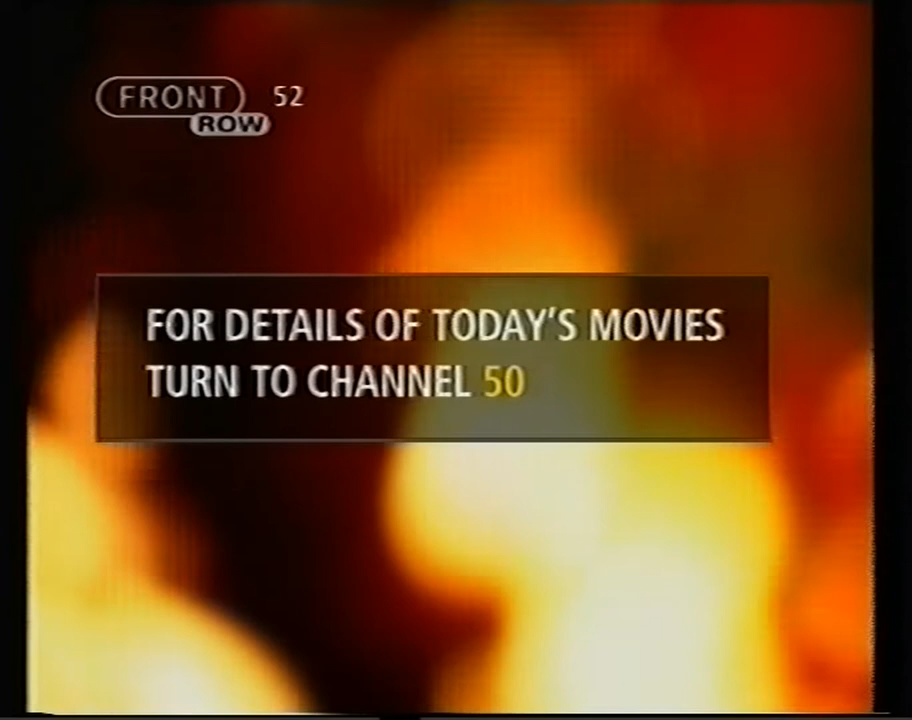 FRONT 52
ROW
FOR DETAILS OF TODAY'S MOVIES
TURN TO CHANNEL 50